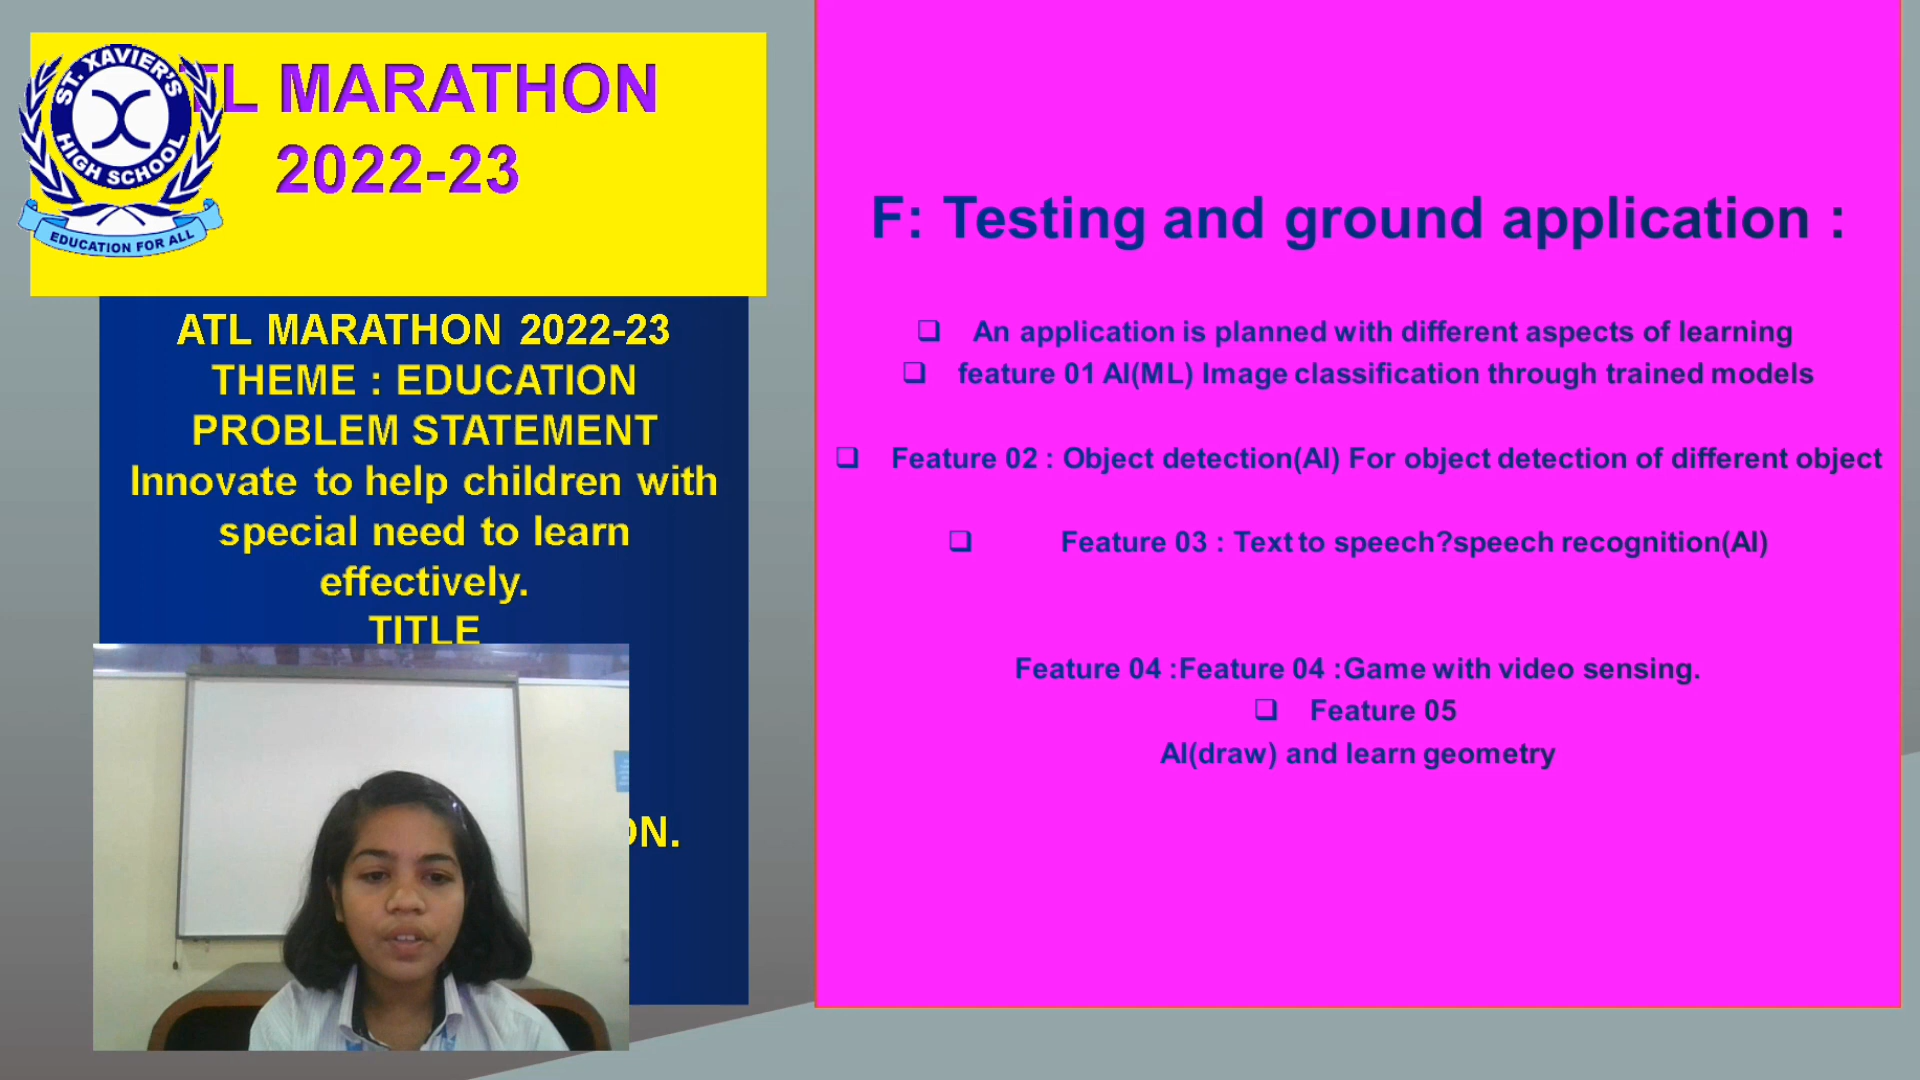 ST. XAVIER'S
HIGH SCHOOL
EDUCATION FOR ALL
TL MARATHON
2022-23
ATL MARATHON 2022-23
THEME : EDUCATION
PROBLEM STATEMENT
Innovate to help children with
special need to learn
effectively.
TITLE
ON.
F: Testing and ground application :
❑ An application is planned with different aspects of learning
❑ feature 01 AI(ML) Image classification through trained models
❑ Feature 02 : Object detection(AI) For object detection of different object
❑ Feature 03 : Text to speech?speech recognition(AI)
Feature 04 :Feature 04 :Game with video sensing.
❑ Feature 05
AI(draw) and learn geometry